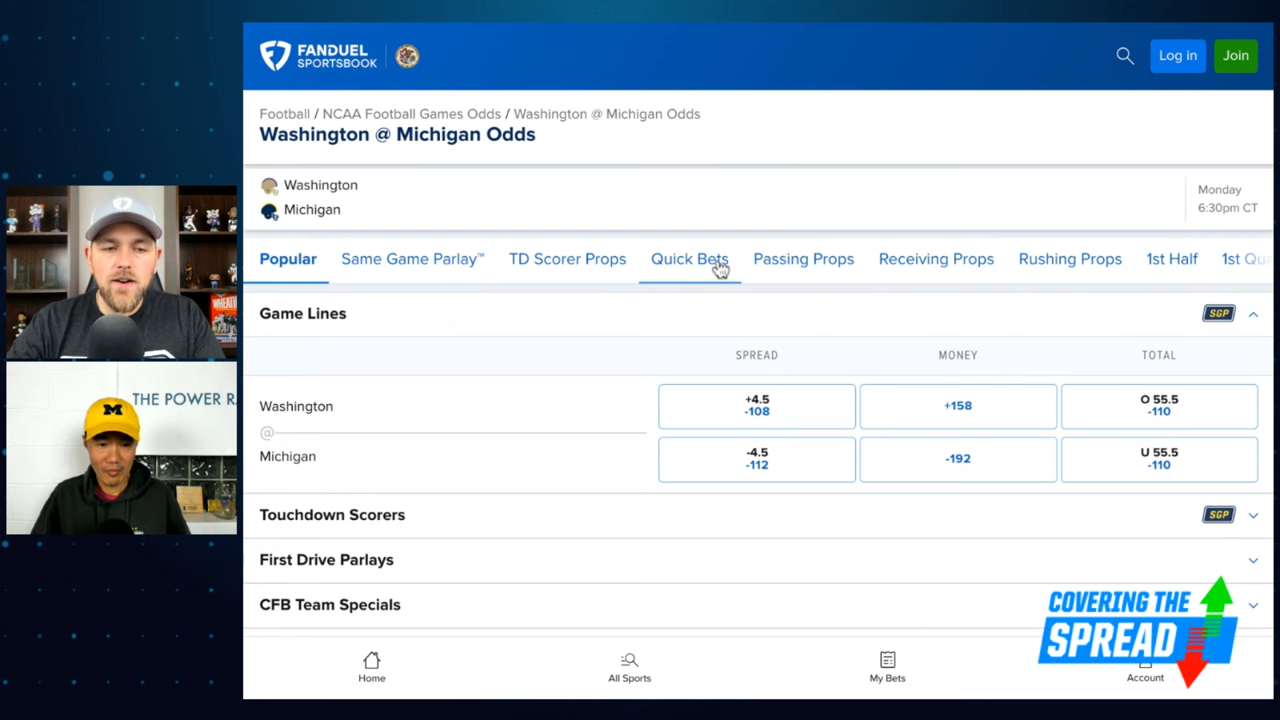 FANDUEL
SPORTSBOOK
Log in
Join
Football / NCAA Football Games Odds / Washington @ Michigan Odds
Washington @ Michigan Odds
Washington
Michigan
Monday
6:30pm CT
Popular
Same Game Parlay™
TD Scorer Props
Quick Bets
Passing Props
Receiving Props
Rushing Props
1st Half
1st Qua
Game Lines
SGP
SPREAD
MONEY
TOTAL
Washington
+4.5
-108
+158
O 55.5
-110
@
Michigan
-4.5
-112
-192
U 55.5
-110
Touchdown Scorers
SGP
First Drive Parlays
CFB Team Specials
COVERING THE
SPREAD
Home
All Sports
My Bets
Account
THE POWER RA
M
WHEATIE